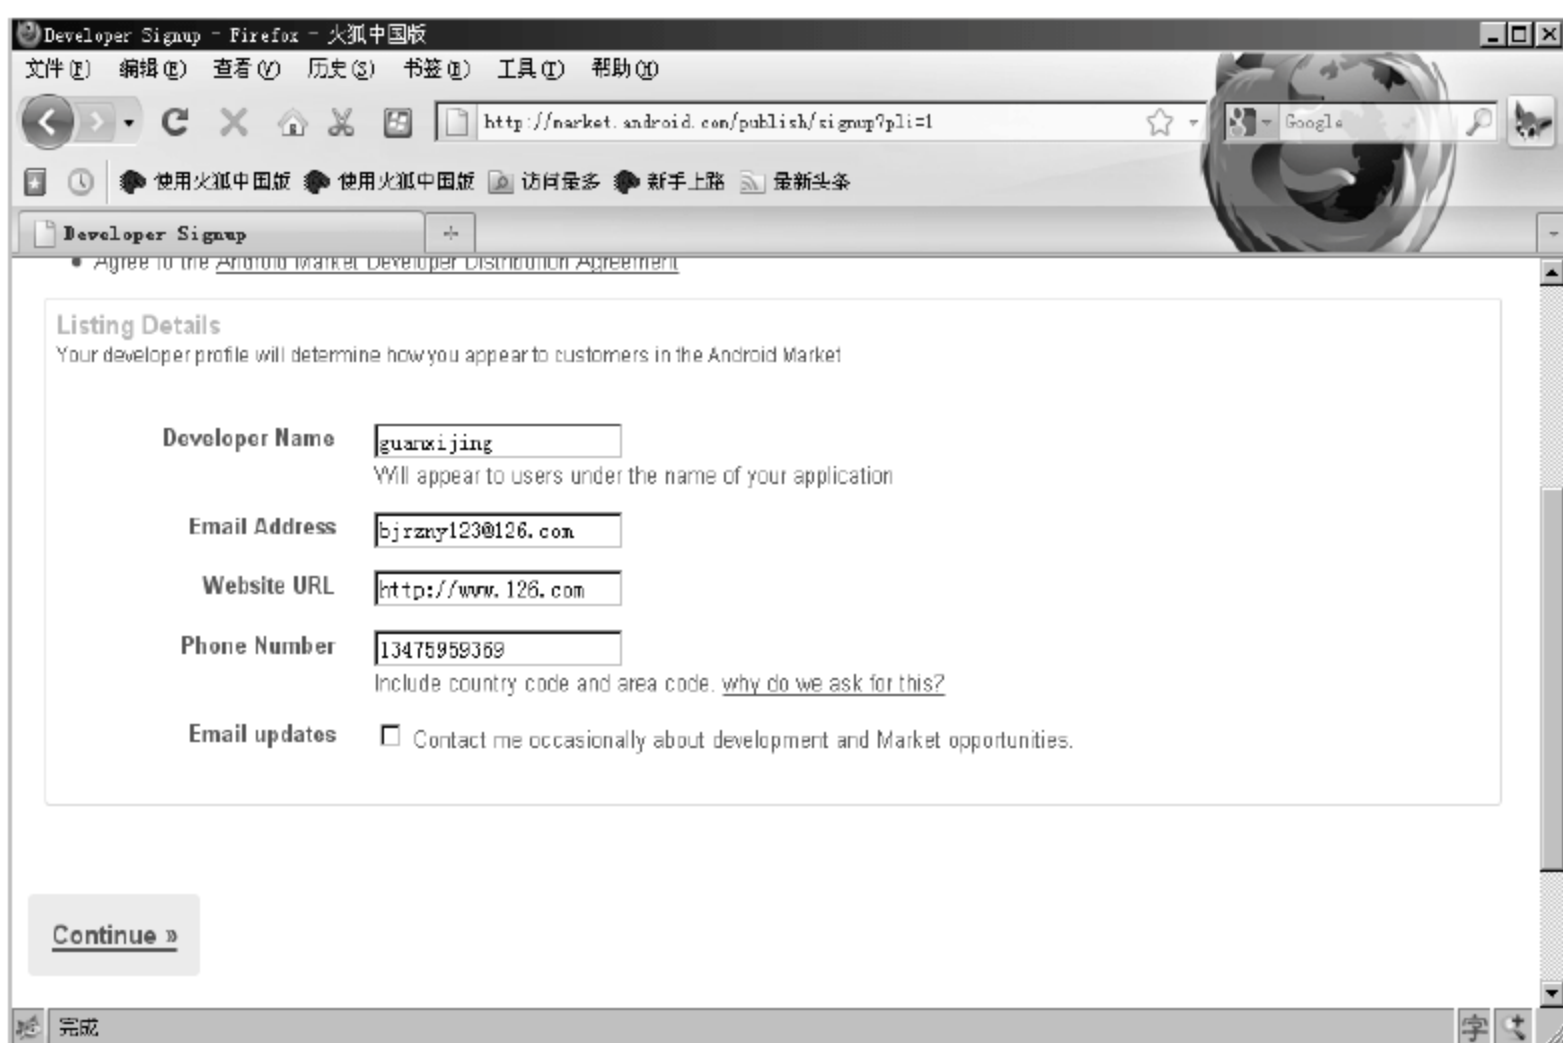 Developer Signup - Firefox - 火狐中国版
文件(F) 编辑(E) 查看(V) 历史(S) 书签(B) 工具(T) 帮助(H)
http://market.android.com/publish/signup?pli=1 Google
使用火狐中国版 使用火狐中国版 访问最多 新手上路 最新头条
Developer Signup
Agree to the Android Market Developer Distribution Agreement
Listing Details
Your developer profile will determine how you appear to customers in the Android Market
Developer Name guanxijing
Will appear to users under the name of your application
Email Address bjrzny123@126.com
Website URL http://www.126.com
Phone Number 13475959369
Include country code and area code. why do we ask for this?
Email updates Contact me occasionally about development and Market opportunities.
Continue »
完成 字